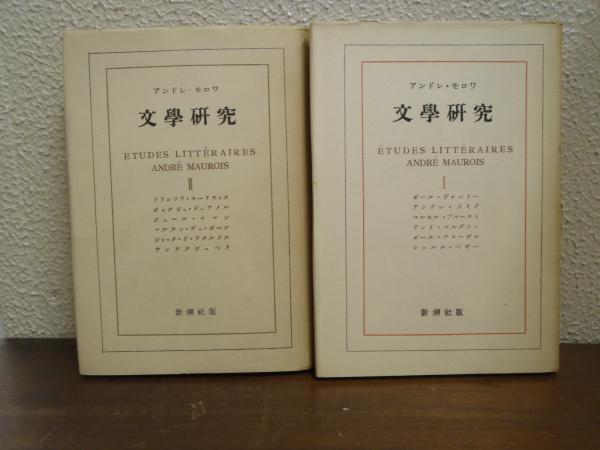 アンドレ・モロワ
文學研究
ETUDES LITTÉRAIRES
ANDRÉ MAUROIS
II
フランソワ・モーリヤック
ジョルジュ・デュアメル
ジュール・ロマン
マルタン・デュ・ガール
ジャック・ド・ラクルテル
サンテグジュペリ
新潮社版
アンドレ・モロワ
文學研究
ÉTUDES LITTÉRAIRES
ANDRÉ MAUROIS
I
ポール・ヴァレリー
アンドレ・ジイド
マルセル・プルースト
アンリ・ベルグソン
ポール・クローデル
シャルル・ペギー
新潮社版